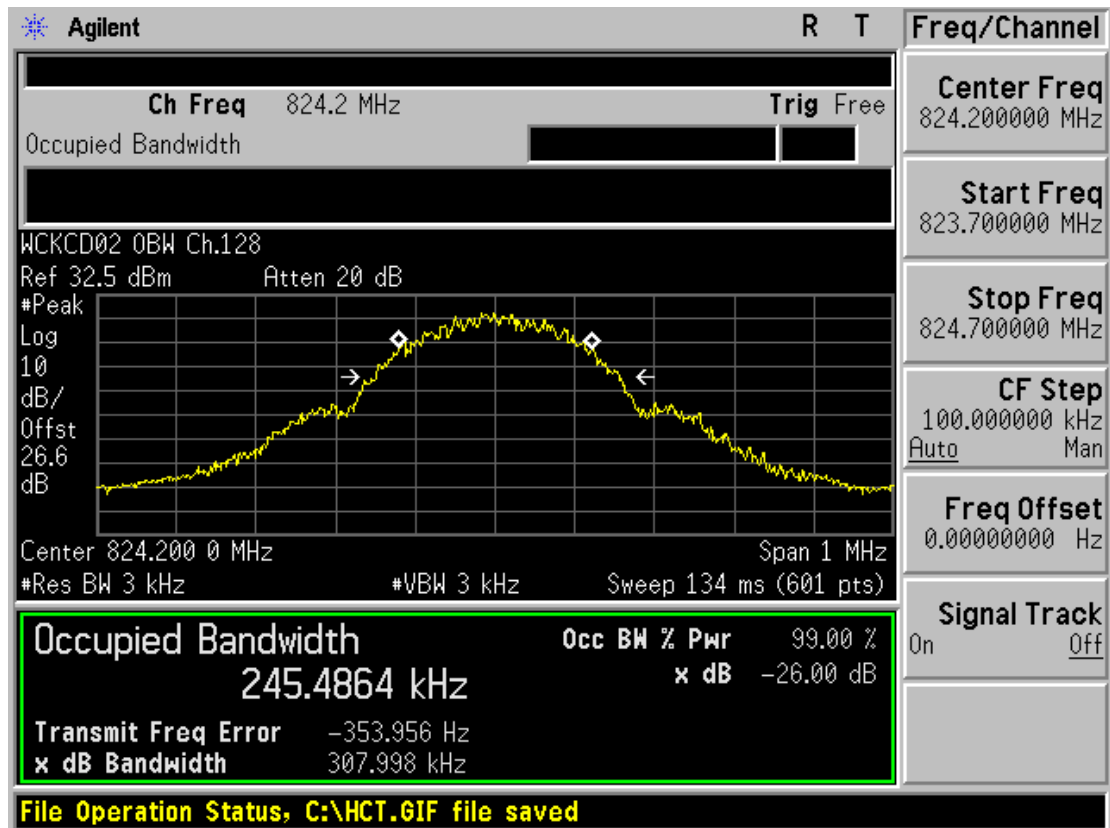 Agilent R T
Freq/Channel
Ch Freq 824.2 MHz Trig Free
Occupied Bandwidth
Center Freq
824.200000 MHz
Start Freq
823.700000 MHz
Stop Freq
824.700000 MHz
CF Step
100.000000 kHz
Auto Man
Freq Offset
0.00000000 Hz
Signal Track
On Off
WCKCD02 OBW Ch.128
Ref 32.5 dBm Atten 20 dB
#Peak
Log
10
dB/
Offst
26.6
dB
Center 824.200 0 MHz Span 1 MHz
#Res BW 3 kHz #VBW 3 kHz Sweep 134 ms (601 pts)
Occupied Bandwidth Occ BW % Pwr 99.00 %
245.4864 kHz x dB -26.00 dB
Transmit Freq Error -353.956 Hz
x dB Bandwidth 307.998 kHz
File Operation Status, C:\HCT.GIF file saved